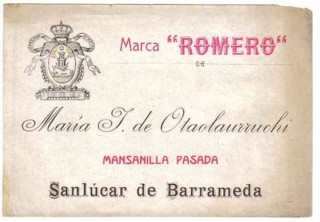 Marca "ROMERO"
María J. de Otaolaurruchi
MANSANILLA PASADA
Sanlúcar de Barrameda